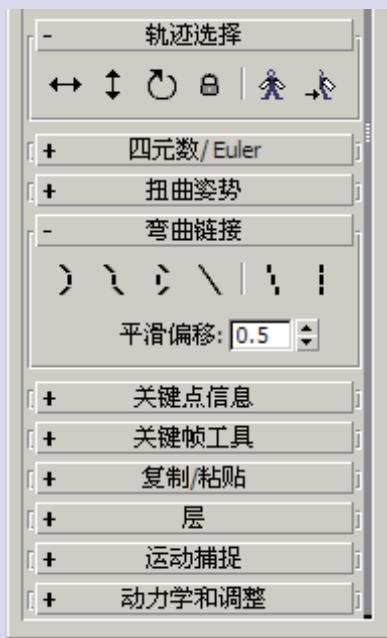 - 轨迹选择
+ 四元数/Euler
+ 扭曲姿势
- 弯曲链接
平滑偏移: 0.5
+ 关键点信息
+ 关键帧工具
+ 复制/粘贴
+ 层
+ 运动捕捉
+ 动力学和调整